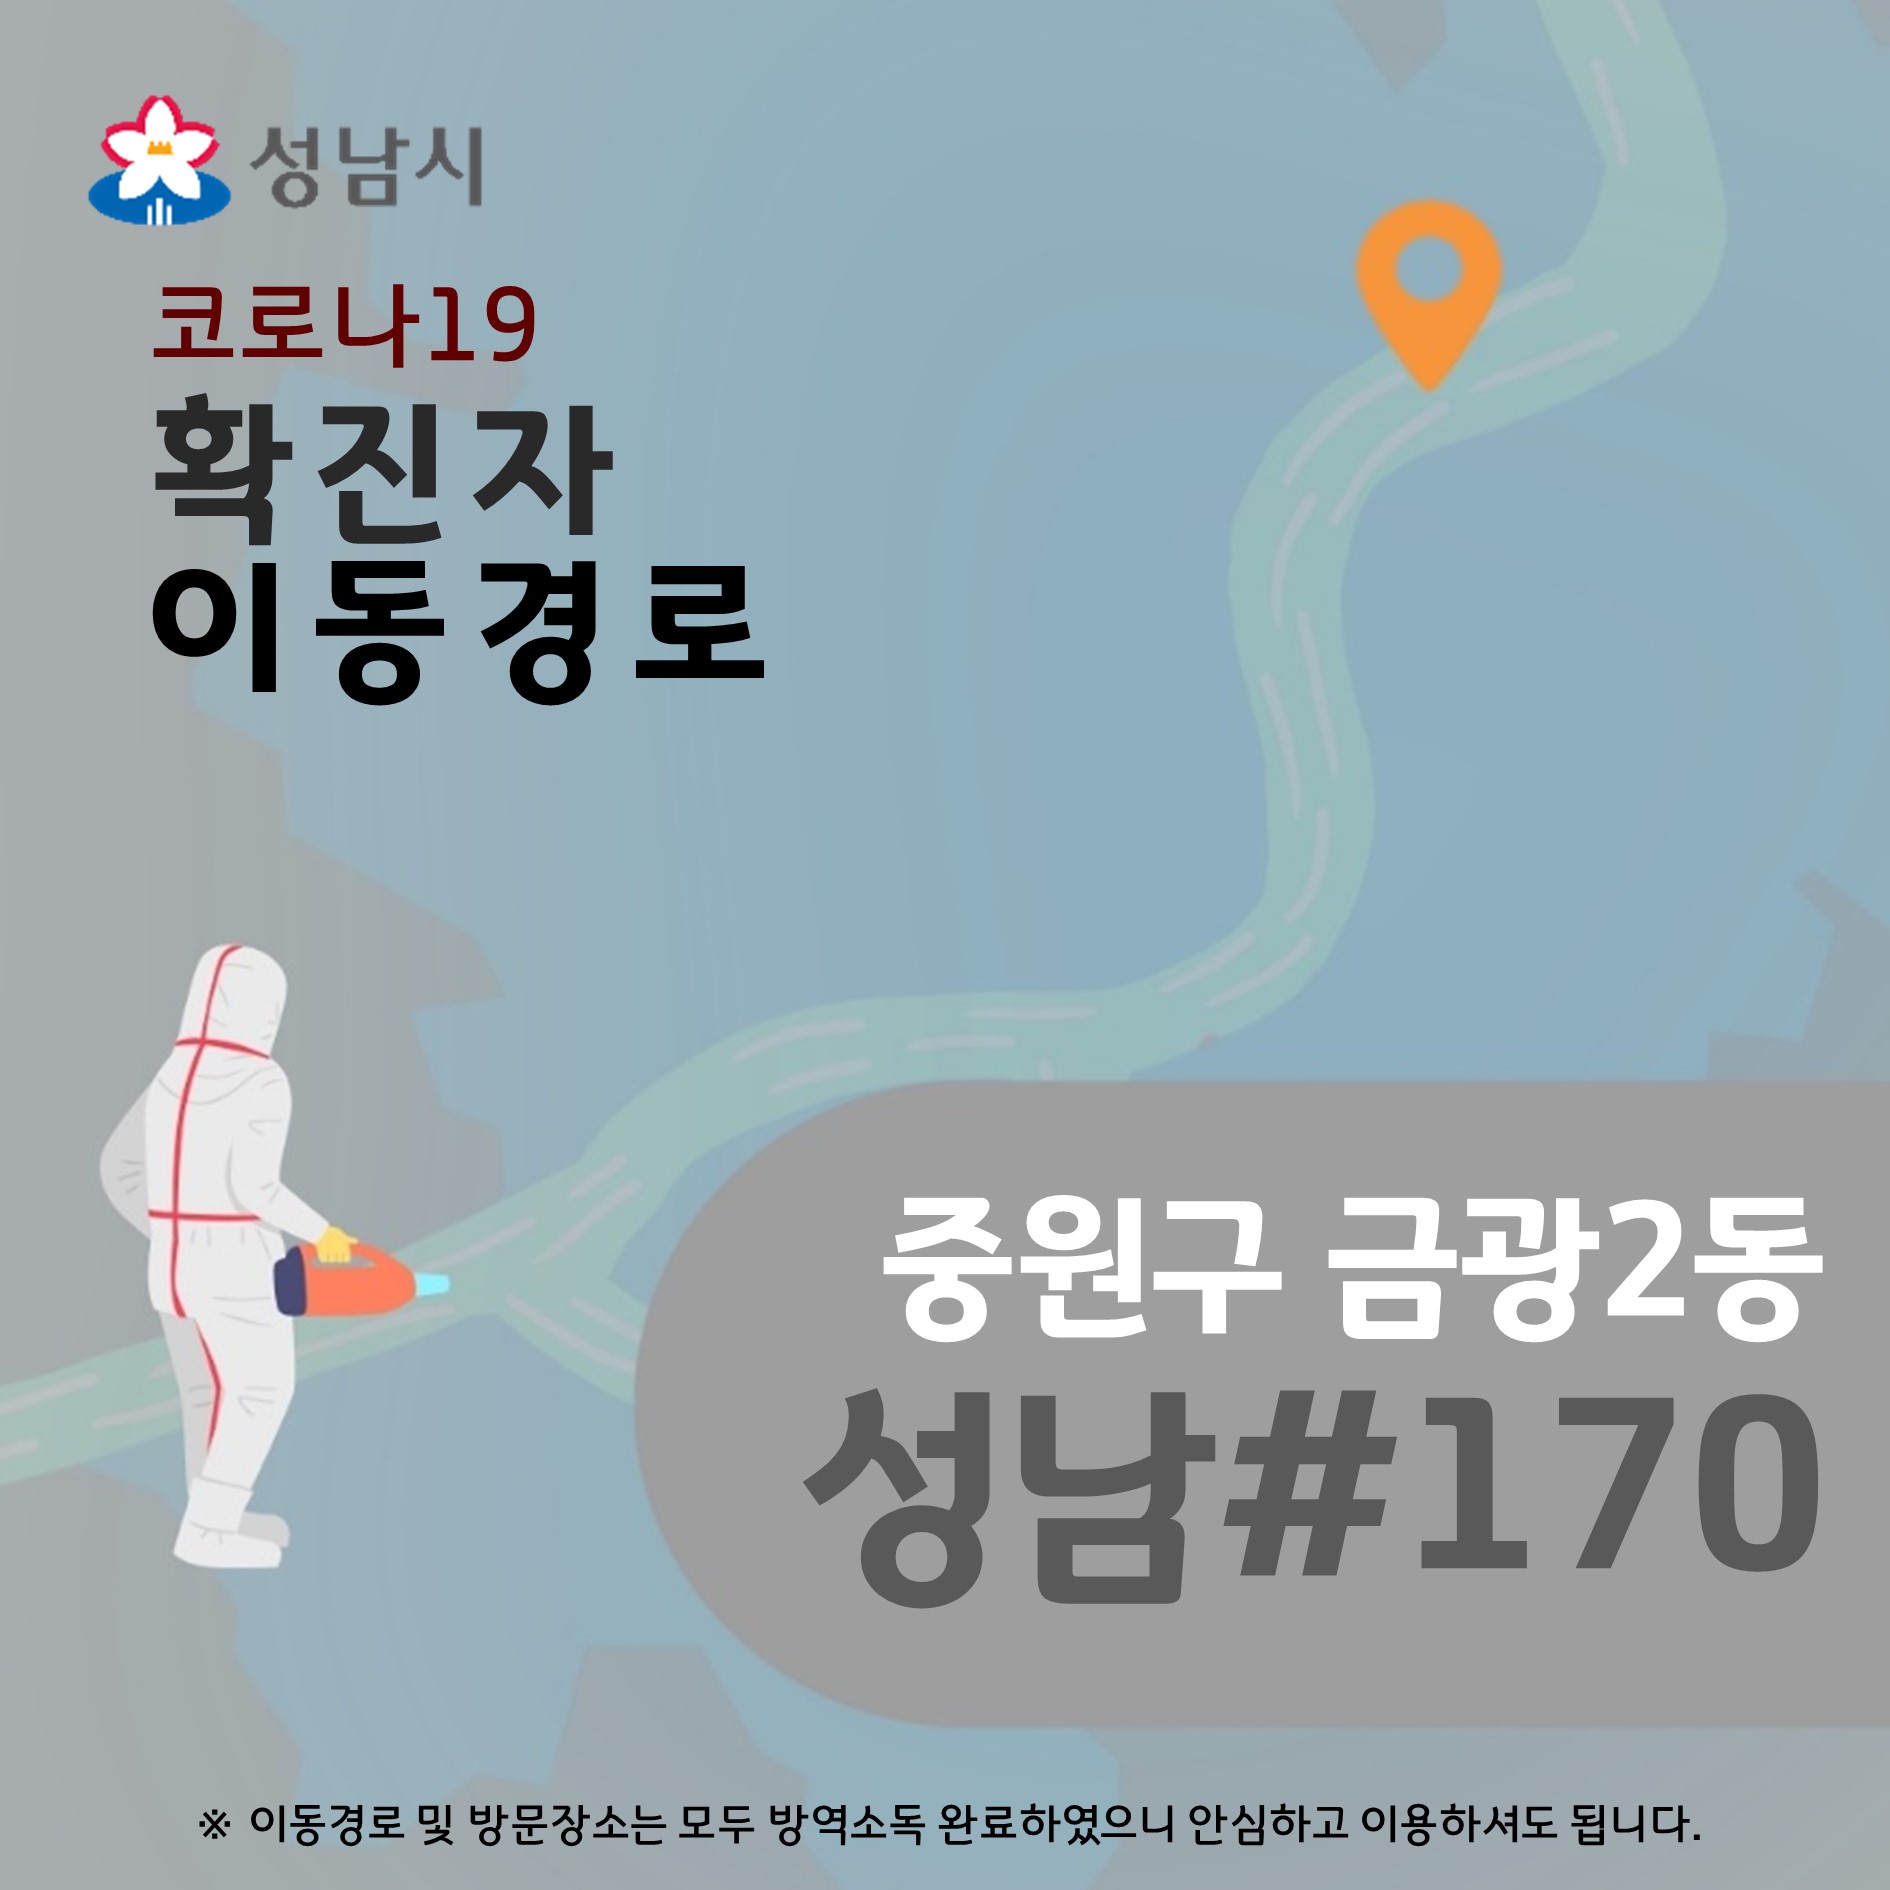 성남시
코로나19
확진자
이동경로
중원구 금광2동
성남#170
※ 이동경로 및 방문장소는 모두 방역소독 완료하였으니 안심하고 이용하셔도 됩니다.